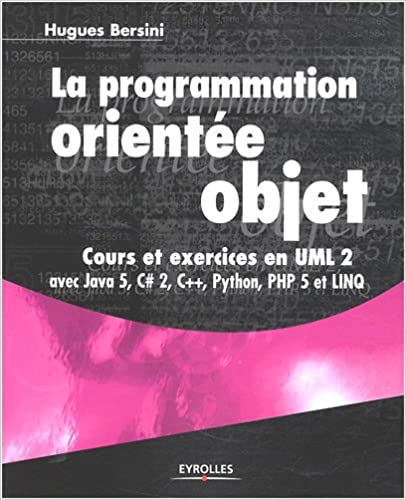 Hugues Bersini
La programmation
orientée
objet
Cours et exercices en UML 2
avec Java 5, C# 2, C++, Python, PHP 5 et LINQ
EYROLLES